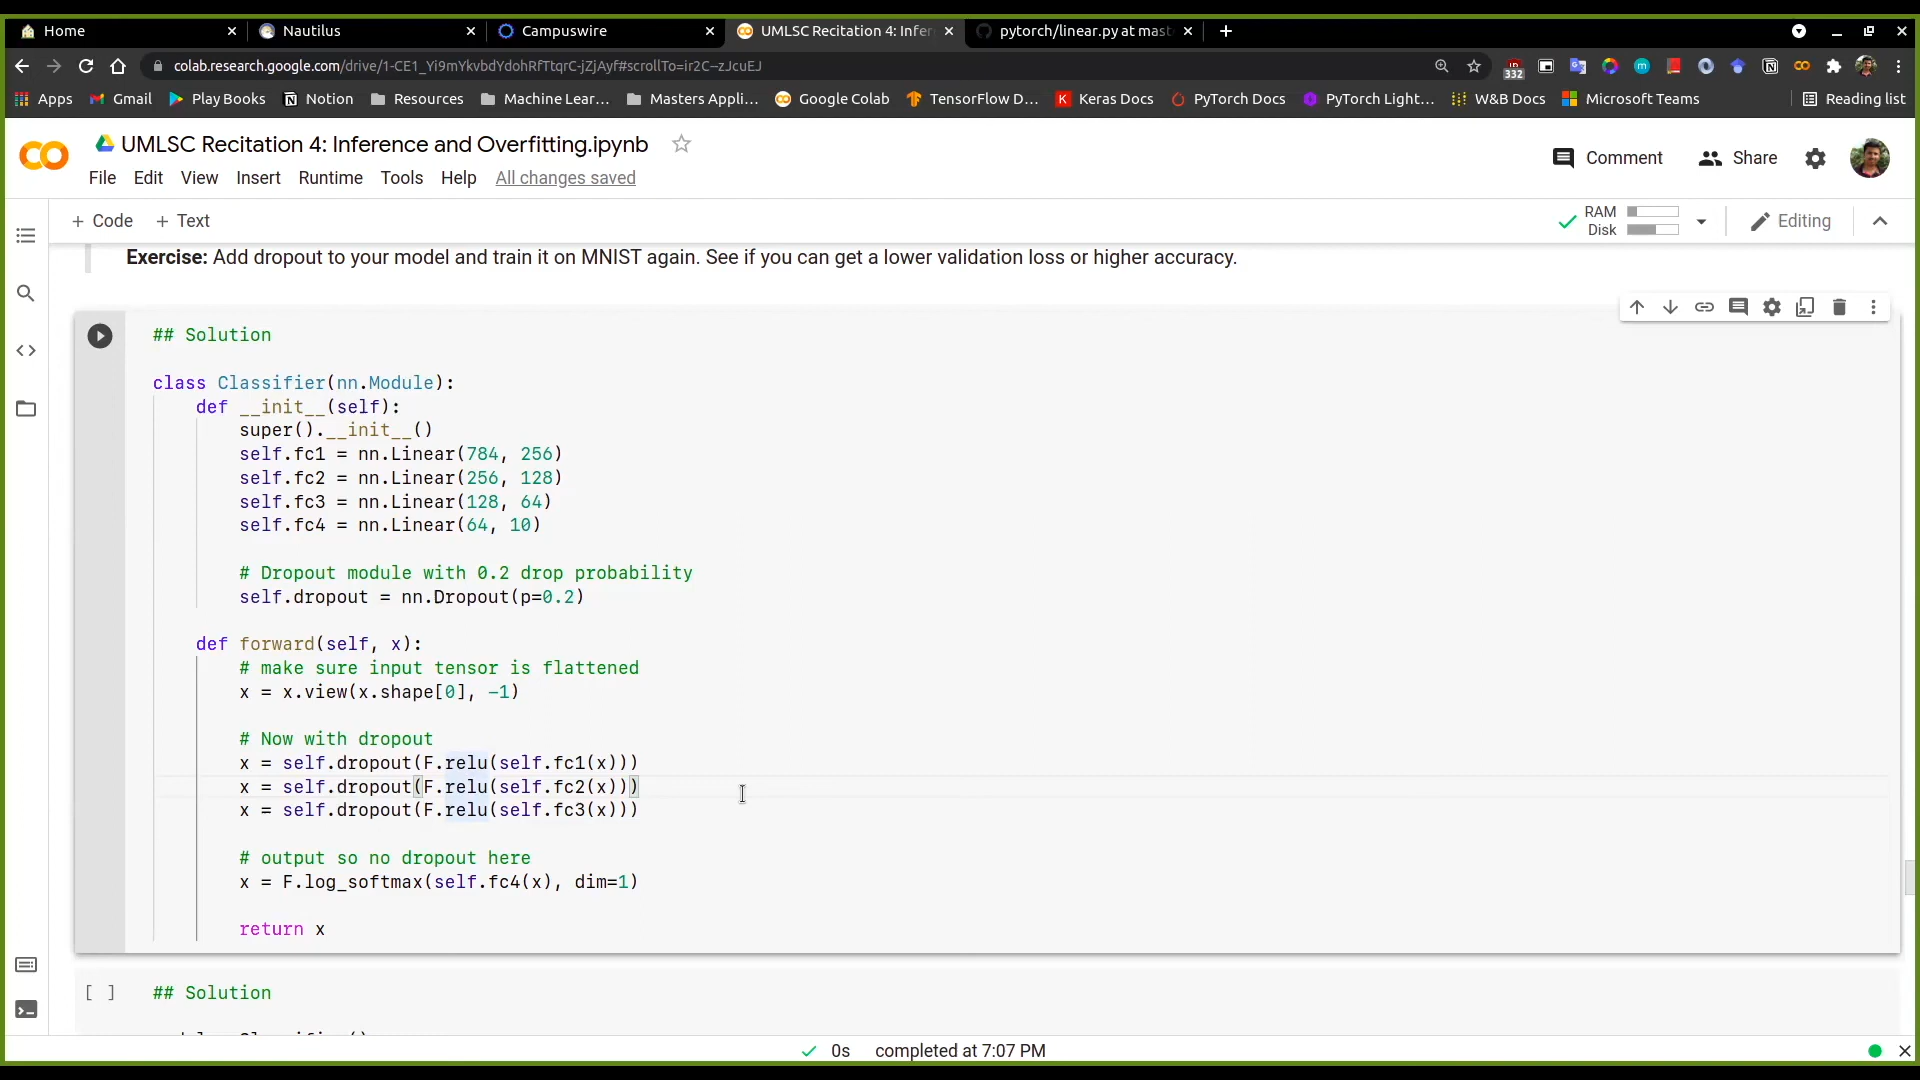 Home
Nautilus
Campuswire
UMLSC Recitation 4: Infer
pytorch/linear.py at mast
colab.research.google.com/drive/1-CE1_Yi9mYkvbdYdohRfTtqrC-jZjAyf#scrollTo=ir2C–zJcuEJ
332
Apps
Gmail
Play Books
Notion
Resources
Machine Lear...
Masters Appli...
Google Colab
TensorFlow D...
Keras Docs
PyTorch Docs
PyTorch Light...
W&B Docs
Microsoft Teams
Reading list
UMLSC Recitation 4: Inference and Overfitting.ipynb
Comment
Share
File Edit View Insert Runtime Tools Help All changes saved
+ Code + Text
RAM
Disk
Editing
Exercise: Add dropout to your model and train it on MNIST again. See if you can get a lower validation loss or higher accuracy.
## Solution
class Classifier(nn.Module):
def __init__(self):
super().__init__()
self.fc1 = nn.Linear(784, 256)
self.fc2 = nn.Linear(256, 128)
self.fc3 = nn.Linear(128, 64)
self.fc4 = nn.Linear(64, 10)
# Dropout module with 0.2 drop probability
self.dropout = nn.Dropout(p=0.2)
def forward(self, x):
# make sure input tensor is flattened
x = x.view(x.shape[0], -1)
# Now with dropout
x = self.dropout(F.relu(self.fc1(x)))
x = self.dropout(F.relu(self.fc2(x)))
x = self.dropout(F.relu(self.fc3(x)))
# output so no dropout here
x = F.log_softmax(self.fc4(x), dim=1)
return x
[ ] ## Solution
0s completed at 7:07 PM